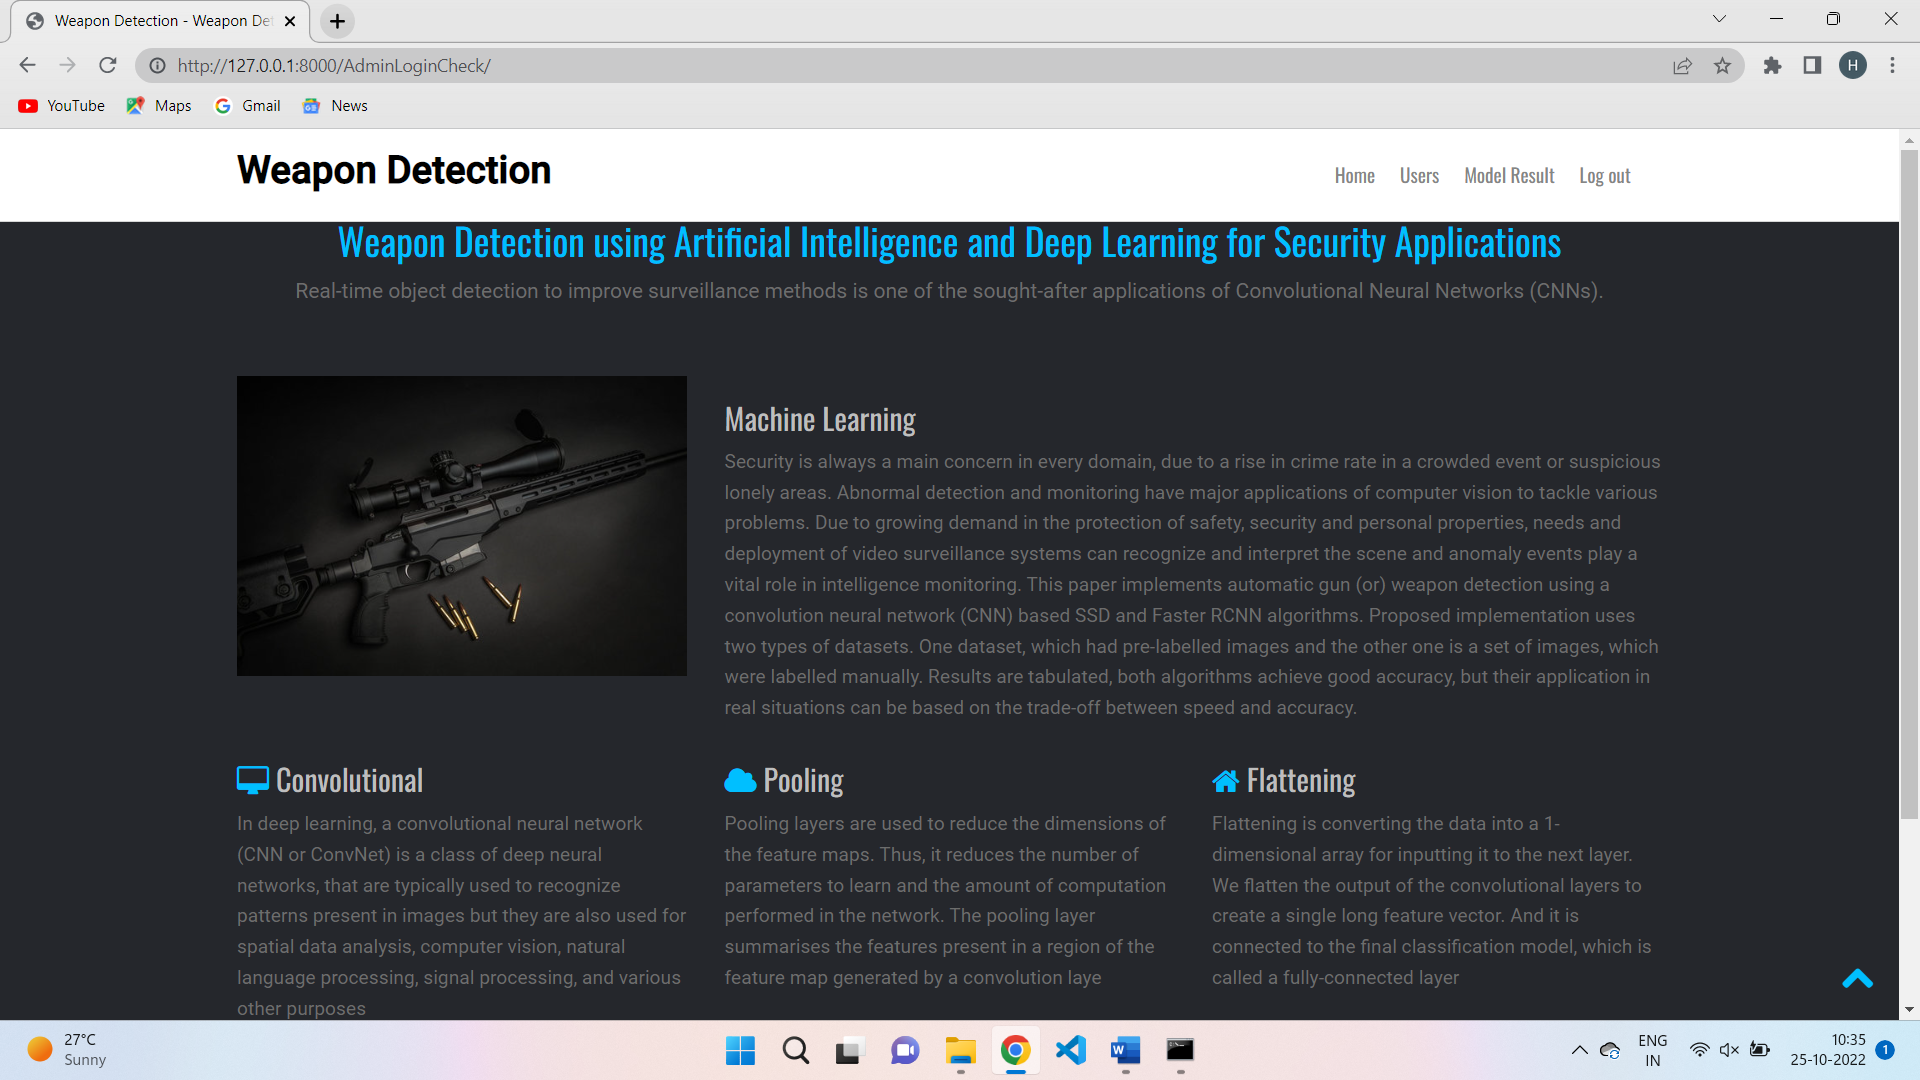 Weapon Detection - Weapon De
http://127.0.0.1:8000/AdminLoginCheck/
H
YouTube Maps Gmail News
Weapon Detection
Home Users Model Result Log out
Weapon Detection using Artificial Intelligence and Deep Learning for Security Applications
Real-time object detection to improve surveillance methods is one of the sought-after applications of Convolutional Neural Networks (CNNs).
Machine Learning
Security is always a main concern in every domain, due to a rise in crime rate in a crowded event or suspicious
lonely areas. Abnormal detection and monitoring have major applications of computer vision to tackle various
problems. Due to growing demand in the protection of safety, security and personal properties, needs and
deployment of video surveillance systems can recognize and interpret the scene and anomaly events play a
vital role in intelligence monitoring. This paper implements automatic gun (or) weapon detection using a
convolution neural network (CNN) based SSD and Faster RCNN algorithms. Proposed implementation uses
two types of datasets. One dataset, which had pre-labelled images and the other one is a set of images, which
were labelled manually. Results are tabulated, both algorithms achieve good accuracy, but their application in
real situations can be based on the trade-off between speed and accuracy.
Convolutional
In deep learning, a convolutional neural network
(CNN or ConvNet) is a class of deep neural
networks, that are typically used to recognize
patterns present in images but they are also used for
spatial data analysis, computer vision, natural
language processing, signal processing, and various
other purposes
Pooling
Pooling layers are used to reduce the dimensions of
the feature maps. Thus, it reduces the number of
parameters to learn and the amount of computation
performed in the network. The pooling layer
summarises the features present in a region of the
feature map generated by a convolution laye
Flattening
Flattening is converting the data into a 1-
dimensional array for inputting it to the next layer.
We flatten the output of the convolutional layers to
create a single long feature vector. And it is
connected to the final classification model, which is
called a fully-connected layer
27°C
Sunny
ENG
IN
10:35
25-10-2022
1